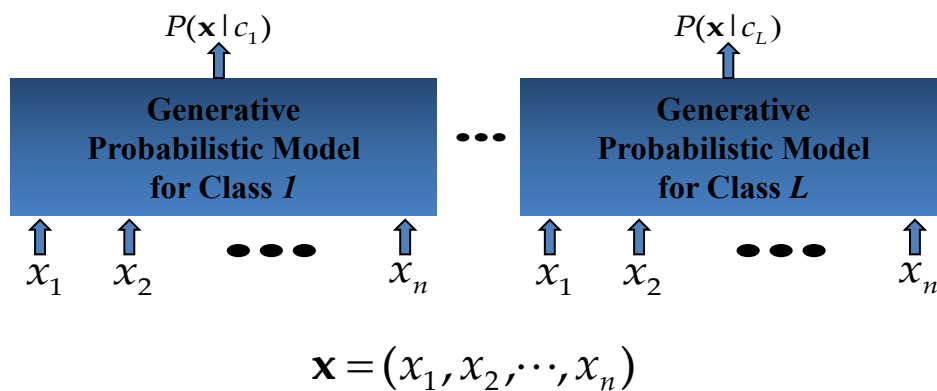 P(x|c₁) P(x|c_L)
Generative
Probabilistic Model
for Class 1
•••
Generative
Probabilistic Model
for Class L
x₁ x₂ ••• xₙ x₁ x₂ ••• xₙ
x = (x₁, x₂, ⋯, xₙ)